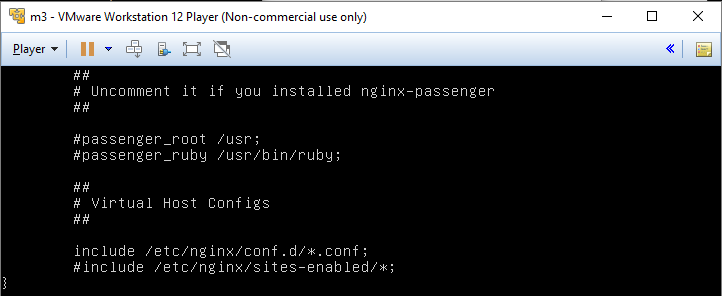 m3 - VMware Workstation 12 Player (Non-commercial use only)
Player
##
# Uncomment it if you installed nginx-passenger
##
#passenger_root /usr;
#passenger_ruby /usr/bin/ruby;
##
# Virtual Host Configs
##
include /etc/nginx/conf.d/*.conf;
#include /etc/nginx/sites-enabled/*;
}